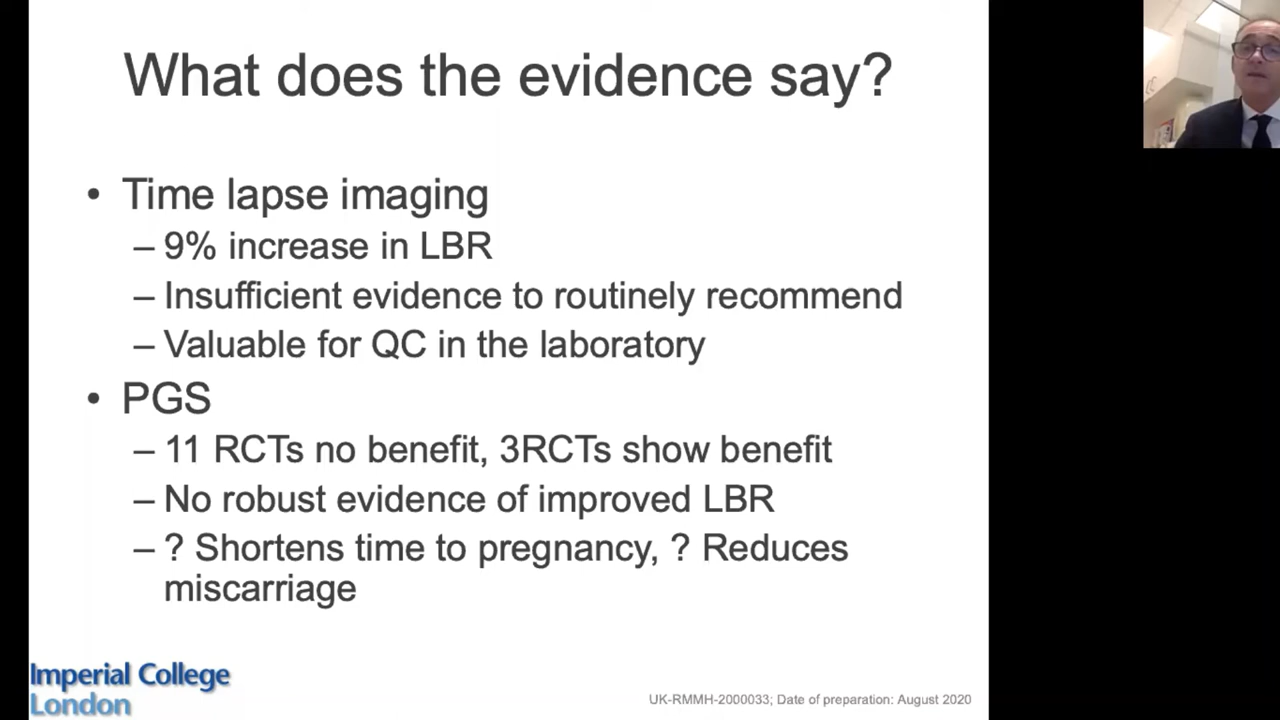 What does the evidence say?
• Time lapse imaging
– 9% increase in LBR
– Insufficient evidence to routinely recommend
– Valuable for QC in the laboratory
• PGS
– 11 RCTs no benefit, 3RCTs show benefit
– No robust evidence of improved LBR
– ? Shortens time to pregnancy, ? Reduces
miscarriage
Imperial College
London
UK-RMMH-2000033; Date of preparation: August 2020